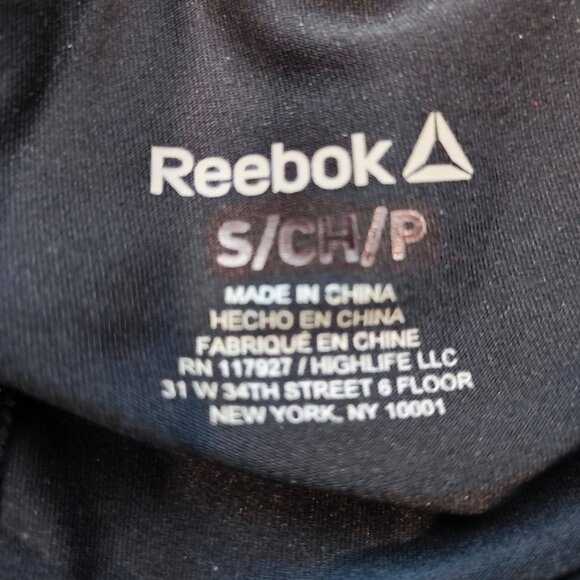 Reebok
S/CH/P
MADE IN CHINA
HECHO EN CHINA
FABRIQUÉ EN CHINE
RN 117927 / HIGHLIFE LLC
31 W 34TH STREET 6 FLOOR
NEW YORK, NY 10001